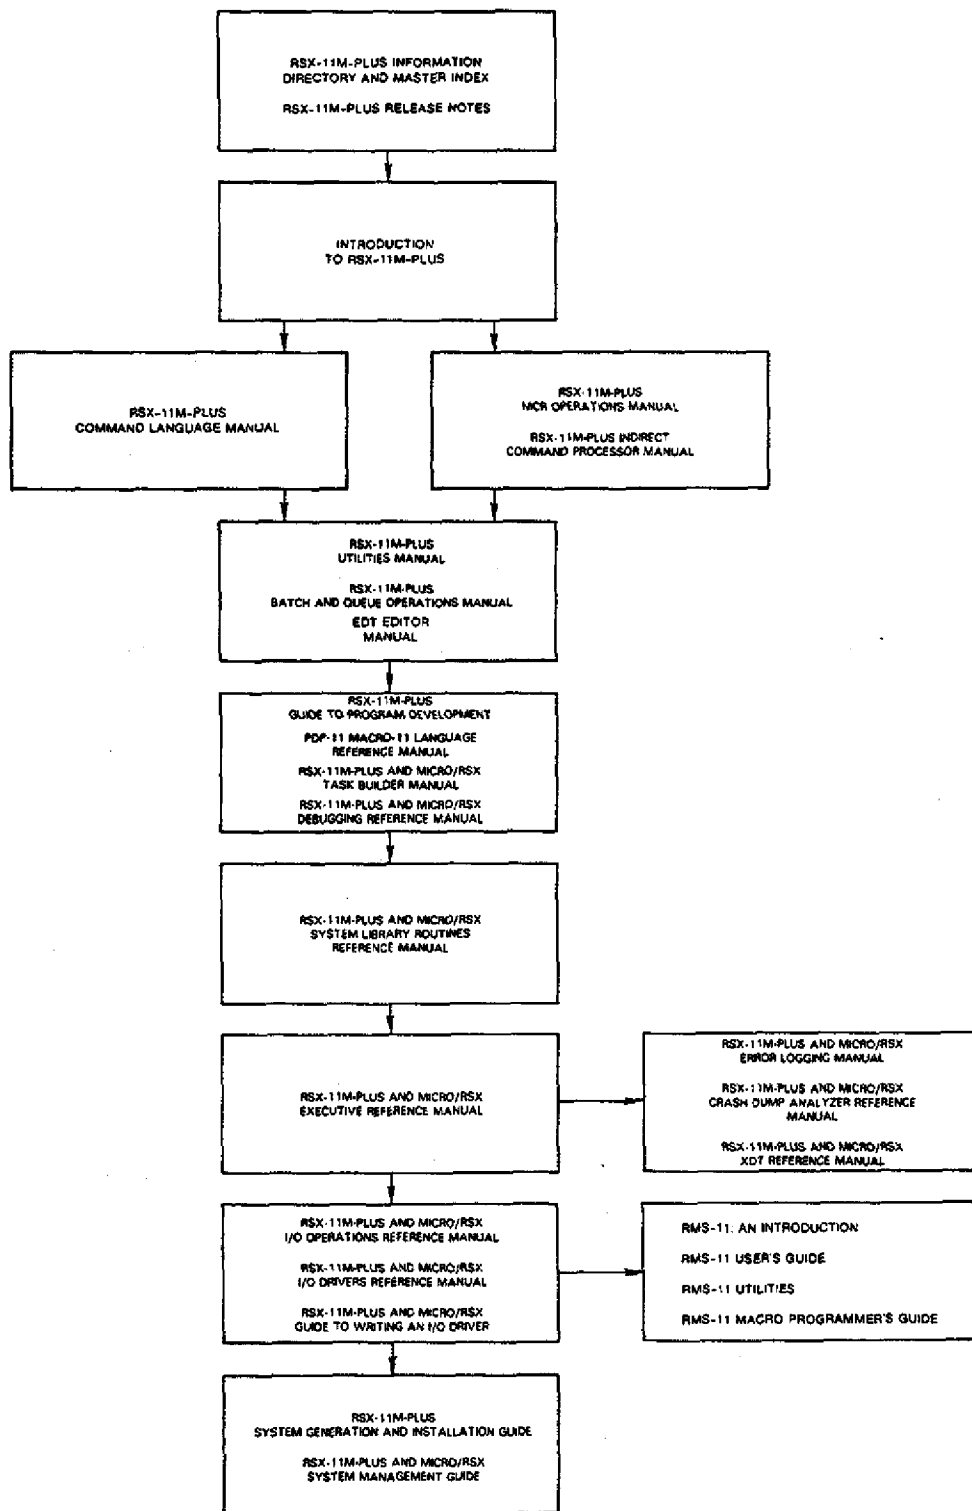 RSX-11M-PLUS INFORMATION
DIRECTORY AND MASTER INDEX
RSX-11M-PLUS RELEASE NOTES
INTRODUCTION
TO RSX-11M-PLUS
RSX-11M-PLUS
COMMAND LANGUAGE MANUAL
RSX-11M-PLUS
MCR OPERATIONS MANUAL
RSX-11M-PLUS INDIRECT
COMMAND PROCESSOR MANUAL
RSX-11M-PLUS
UTILITIES MANUAL
RSX-11M-PLUS
BATCH AND QUEUE OPERATIONS MANUAL
EDT EDITOR
MANUAL
RSX-11M-PLUS
GUIDE TO PROGRAM DEVELOPMENT
PDP-11 MACRO-11 LANGUAGE
REFERENCE MANUAL
RSX-11M-PLUS AND MICRO/RSX
TASK BUILDER MANUAL
RSX-11M-PLUS AND MICRO/RSX
DEBUGGING REFERENCE MANUAL
RSX-11M-PLUS AND MICRO/RSX
SYSTEM LIBRARY ROUTINES
REFERENCE MANUAL
RSX-11M-PLUS AND MICRO/RSX
EXECUTIVE REFERENCE MANUAL
RSX-11M-PLUS AND MICRO/RSX
ERROR LOGGING MANUAL
RSX-11M-PLUS AND MICRO/RSX
CRASH DUMP ANALYZER REFERENCE
MANUAL
RSX-11M-PLUS AND MICRO/RSX
XDT REFERENCE MANUAL
RSX-11M-PLUS AND MICRO/RSX
I/O OPERATIONS REFERENCE MANUAL
RSX-11M-PLUS AND MICRO/RSX
I/O DRIVERS REFERENCE MANUAL
RSX-11M-PLUS AND MICRO/RSX
GUIDE TO WRITING AN I/O DRIVER
RMS-11: AN INTRODUCTION
RMS-11 USER'S GUIDE
RMS-11 UTILITIES
RMS-11 MACRO PROGRAMMER'S GUIDE
RSX-11M-PLUS
SYSTEM GENERATION AND INSTALLATION GUIDE
RSX-11M-PLUS AND MICRO/RSX
SYSTEM MANAGEMENT GUIDE